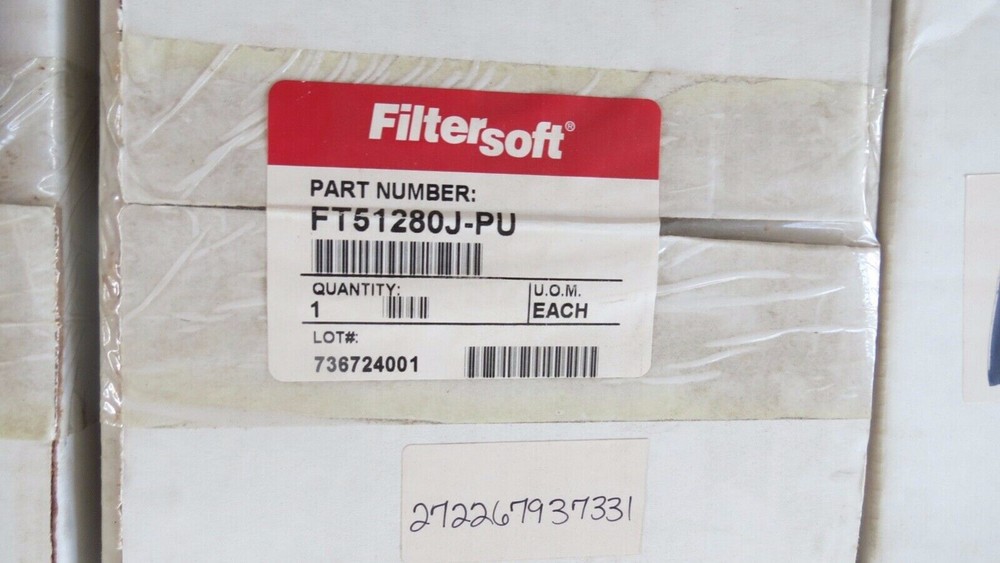 Filtersoft®
PART NUMBER:
FT51280J-PU
QUANTITY:
1
U.O.M.
EACH
LOT#:
736724001
272267937331